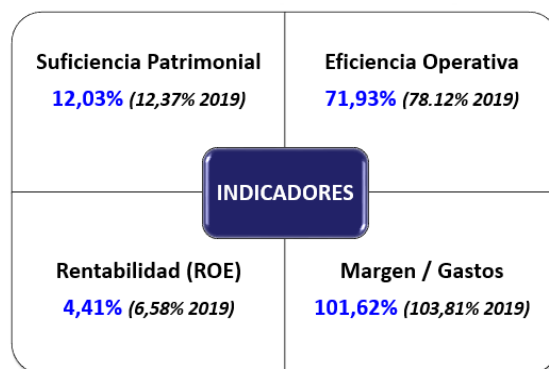 Suficiencia Patrimonial
12,03% (12,37% 2019)
Eficiencia Operativa
71,93% (78.12% 2019)
INDICADORES
Rentabilidad (ROE)
4,41% (6,58% 2019)
Margen / Gastos
101,62% (103,81% 2019)